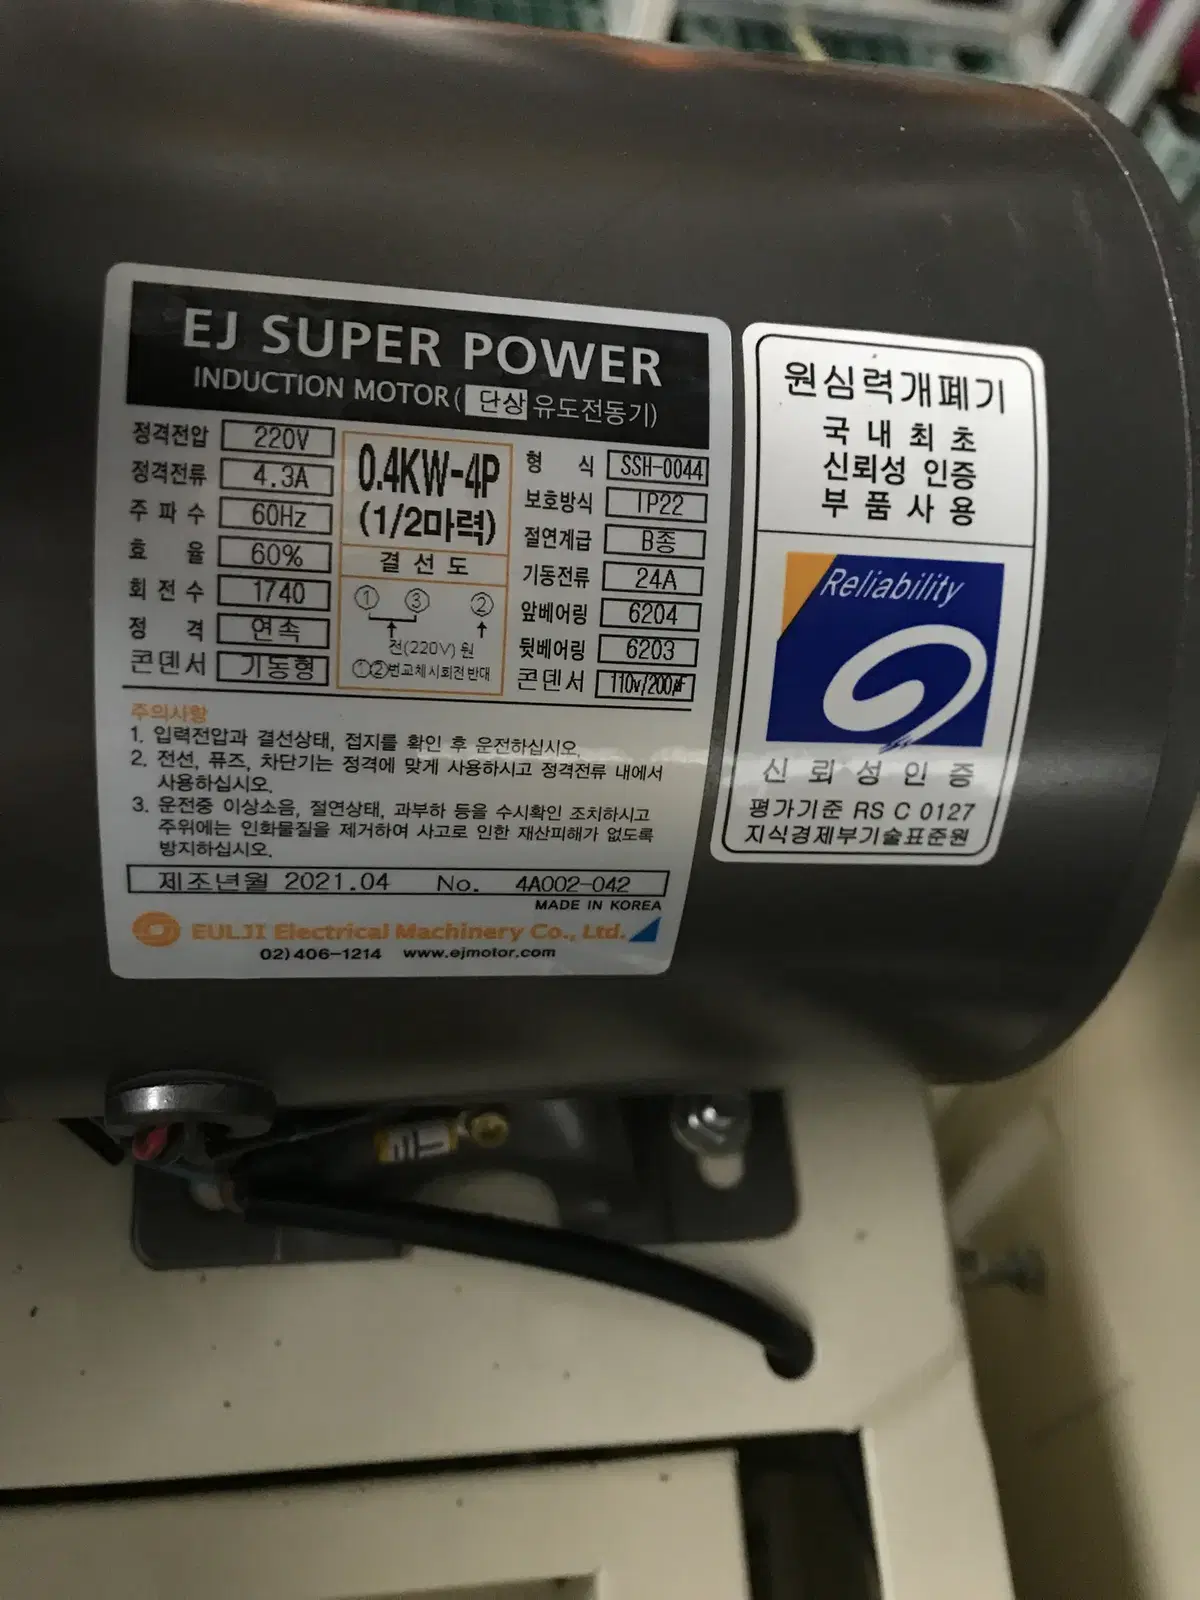 EJ SUPER POWER
INDUCTION MOTOR(단상유도전동기)
정격전압 220V
정격전류 4.3A
주파수 60Hz
효율 60%
회전수 1740
정격 연속
콘덴서 기동형
0.4KW-4P
(1/2마력)
결선도
① ③ ②
전(220V)원
①②번교체시회전반대
형식 SSH-0044
보호방식 IP22
절연계급 B종
기동전류 24A
앞베어링 6204
뒷베어링 6203
콘덴서 110v/200㎌
주의사항
1. 입력전압과 결선상태, 접지를 확인 후 운전하십시오.
2. 전선, 퓨즈, 차단기는 정격에 맞게 사용하시고 정격전류 내에서
사용하십시오.
3. 운전중 이상소음, 절연상태, 과부하 등을 수시확인 조치하시고
주위에는 인화물질을 제거하여 사고로 인한 재산피해가 없도록
방지하십시오.
제조년월 2021.04 No. 4A002-042
MADE IN KOREA
EULJI Electrical Machinery Co., Ltd.
02)406-1214 www.ejmotor.com
원심력개폐기
국내최초
신뢰성 인증
부품사용
Reliability
신뢰성인증
평가기준 RS C 0127
지식경제부기술표준원